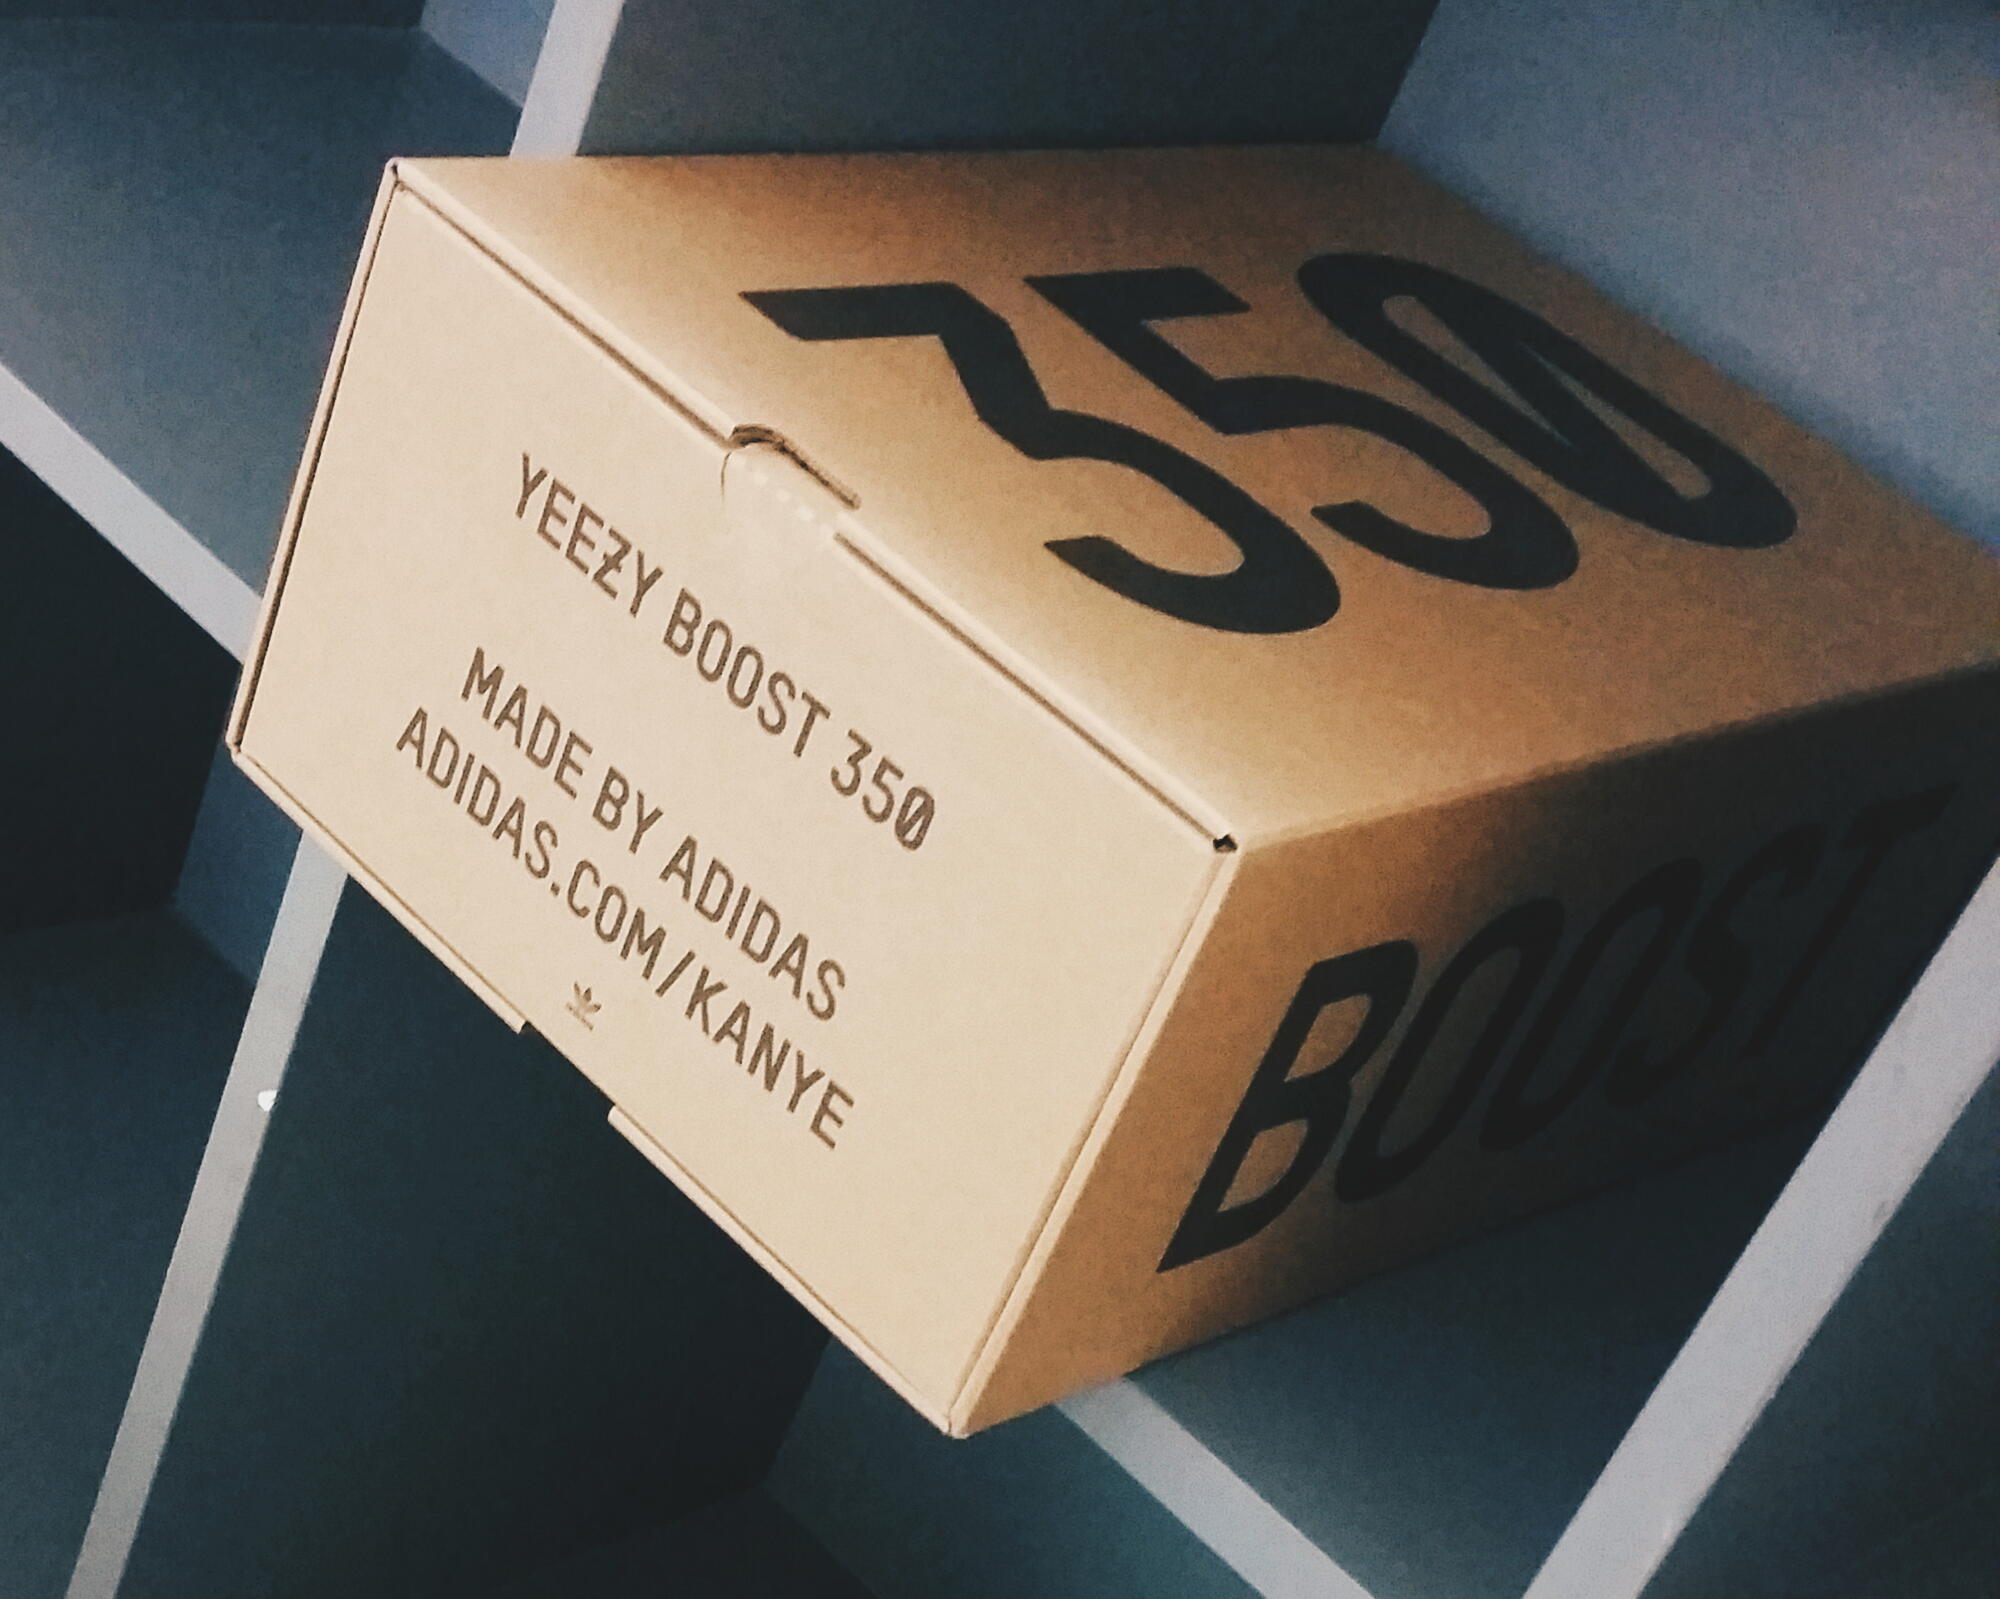 350
YEEZY BOOST 350
MADE BY ADIDAS
ADIDAS.COM/KANYE
BOOST